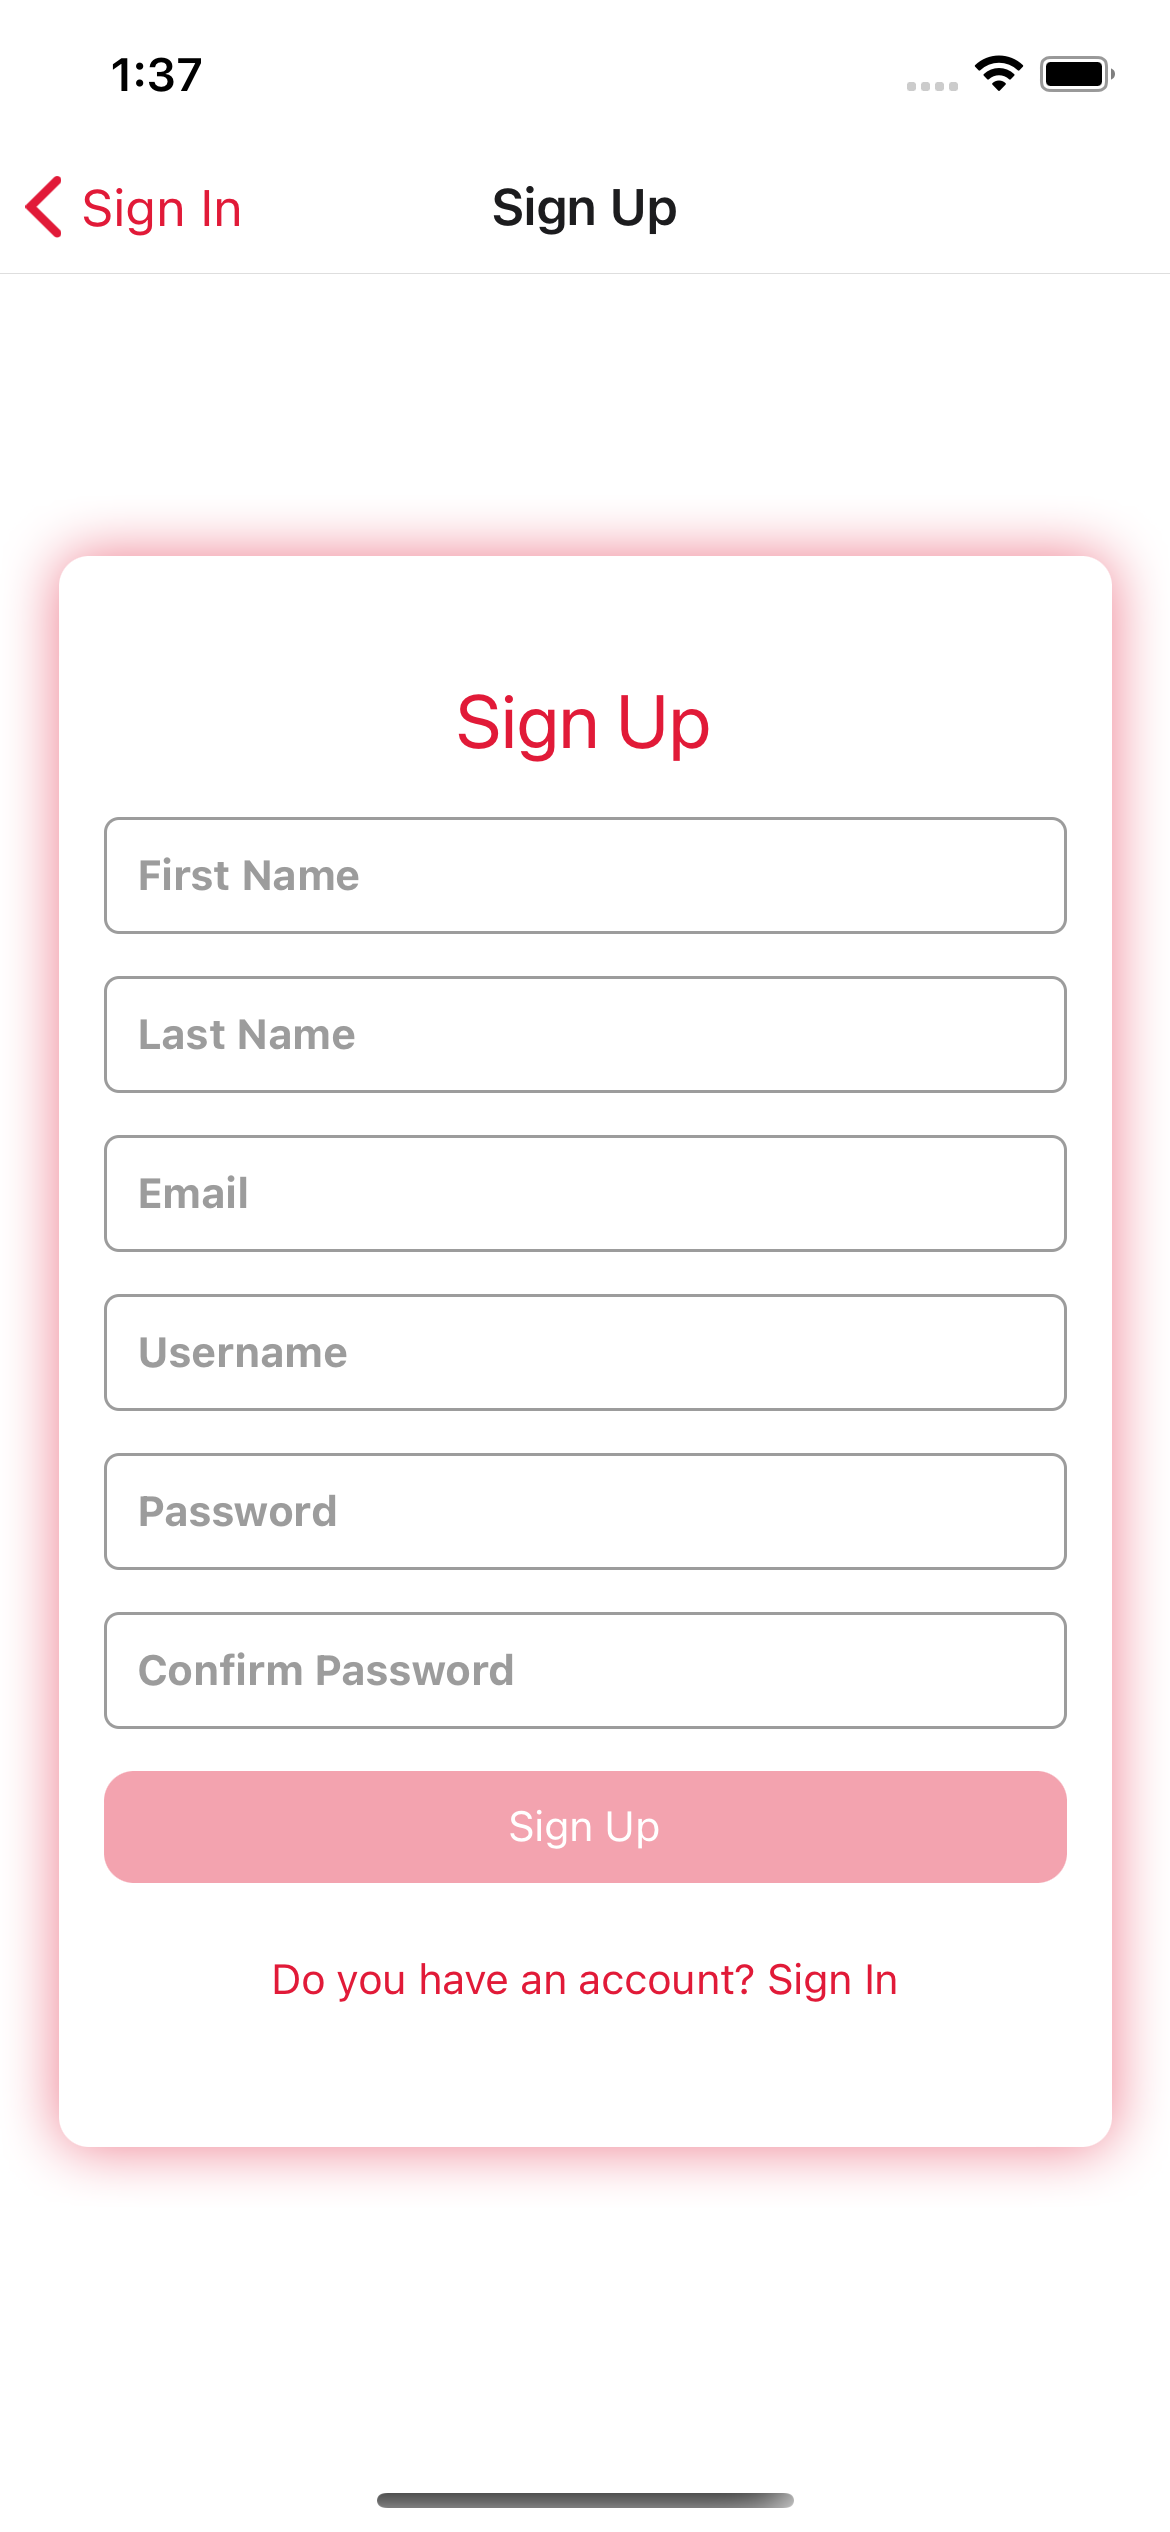 1:37
Sign In
Sign Up
Sign Up
First Name
Last Name
Email
Username
Password
Confirm Password
Sign Up
Do you have an account? Sign In